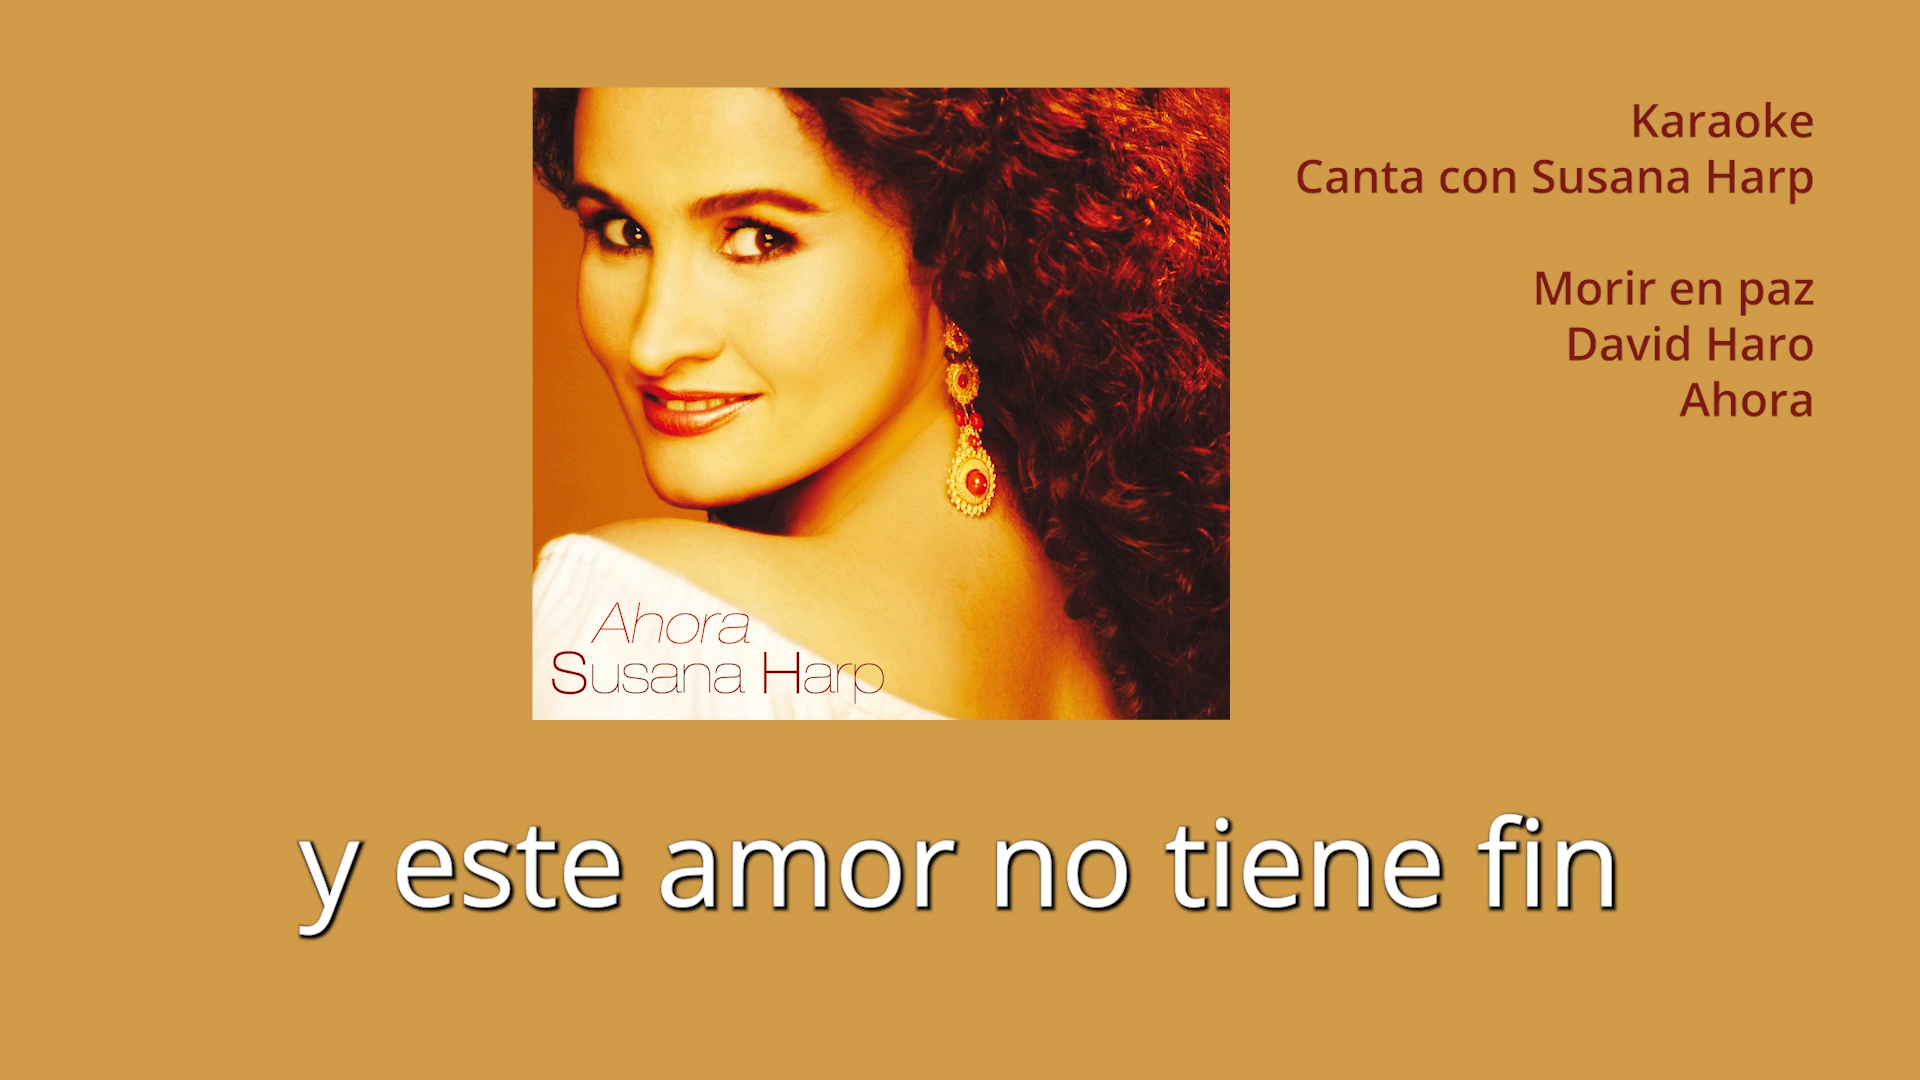 Karaoke
Canta con Susana Harp
Morir en paz
David Haro
Ahora
Ahora
Susana Harp
y este amor no tiene fin